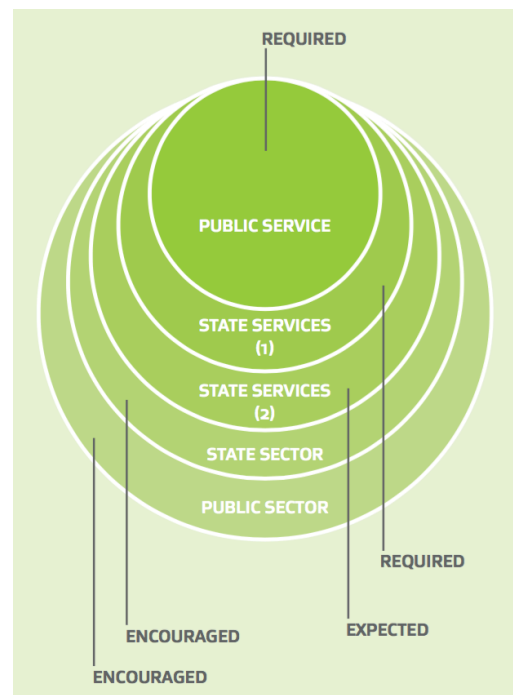 REQUIRED
PUBLIC SERVICE
STATE SERVICES
(1)
STATE SERVICES
(2)
STATE SECTOR
PUBLIC SECTOR
REQUIRED
EXPECTED
ENCOURAGED
ENCOURAGED